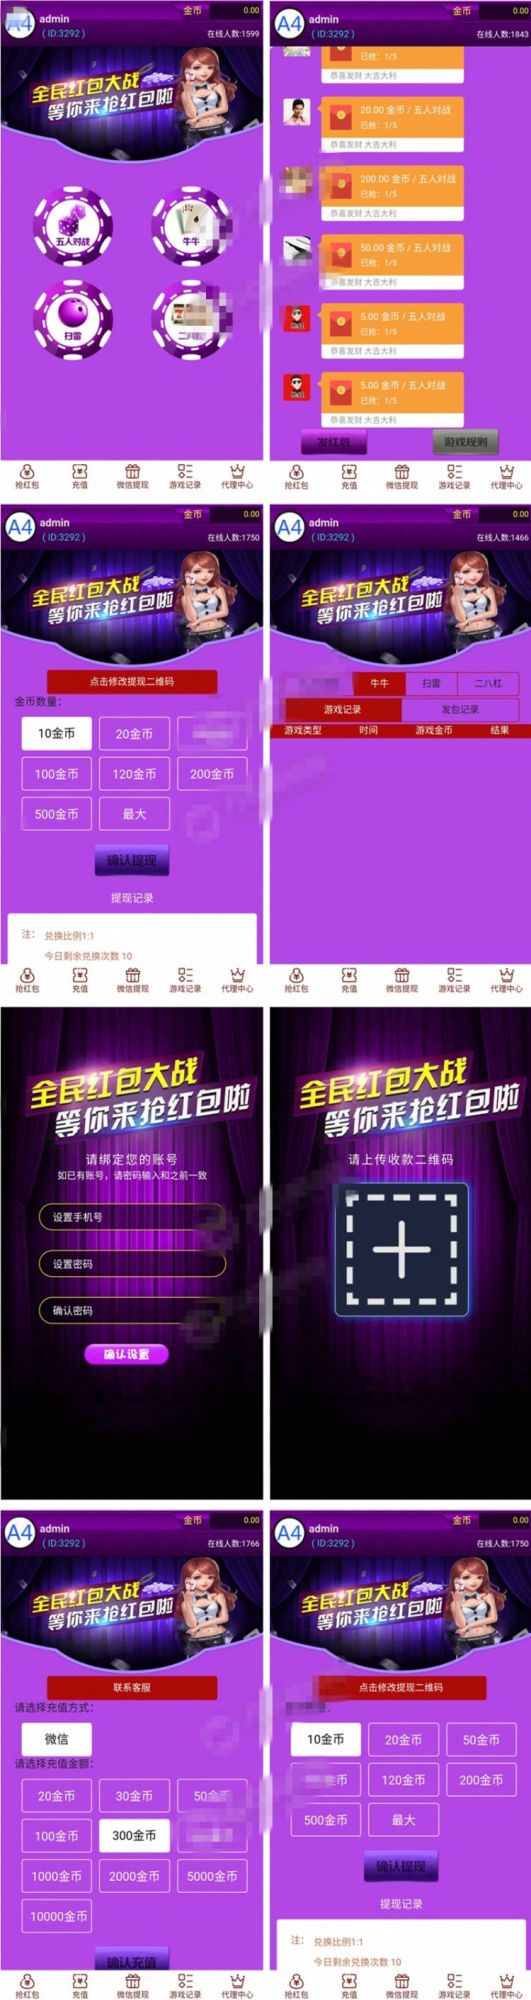 A4 admin 金币 0.00
( ID:3292 ) 在线人数:1599
全民红包大战
等你来抢红包啦
五人对战
牛牛
扫雷
抢红包 充值 微信提现 游戏记录 代理中心
A4 admin 金币 0.00
( ID:3292 ) 在线人数:1843
已抢：1/5
恭喜发财 大吉大利
20.00 金币 / 五人对战
已抢：1/5
恭喜发财 大吉大利
200.00 金币 / 五人对战
已抢：1/5
恭喜发财 大吉大利
50.00 金币 / 五人对战
已抢：1/5
恭喜发财 大吉大利
5.00 金币 / 五人对战
已抢：1/5
恭喜发财 大吉大利
5.00 金币 / 五人对战
已抢：1/5
恭喜发财 大吉大利
发红包 游戏规则
抢红包 充值 微信提现 游戏记录 代理中心
A4 admin 金币 0.00
( ID:3292 ) 在线人数:1750
全民红包大战
等你来抢红包啦
点击修改提现二维码
金币数量：
10金币 20金币
100金币 120金币 200金币
500金币 最大
确认提现
提现记录
注： 兑换比例1:1
今日剩余兑换次数 10
抢红包 充值 微信提现 游戏记录 代理中心
A4 admin 金币 0.00
( ID:3292 ) 在线人数:1466
全民红包大战
等你来抢红包啦
牛牛 扫雷 二八杠
游戏记录 发包记录
游戏类型 时间 游戏金币 结果
抢红包 充值 微信提现 游戏记录 代理中心
全民红包大战
等你来抢红包啦
请绑定您的账号
如已有账号，请密码输入和之前一致
设置手机号
设置密码
确认密码
确认设置
全民红包大战
等你来抢红包啦
请上传收款二维码
A4 admin 金币 0.00
( ID:3292 ) 在线人数:1766
全民红包大战
等你来抢红包啦
联系客服
请选择充值方式：
微信
请选择充值金额：
20金币 30金币 50金币
100金币 300金币
1000金币 2000金币 5000金币
10000金币
确认充值
抢红包 充值 微信提现 游戏记录 代理中心
A4 admin 金币 0.00
( ID:3292 ) 在线人数:1750
全民红包大战
等你来抢红包啦
点击修改提现二维码
10金币 20金币 50金币
金币 120金币 200金币
500金币 最大
确认提现
提现记录
注： 兑换比例1:1
今日剩余兑换次数 10
抢红包 充值 微信提现 游戏记录 代理中心